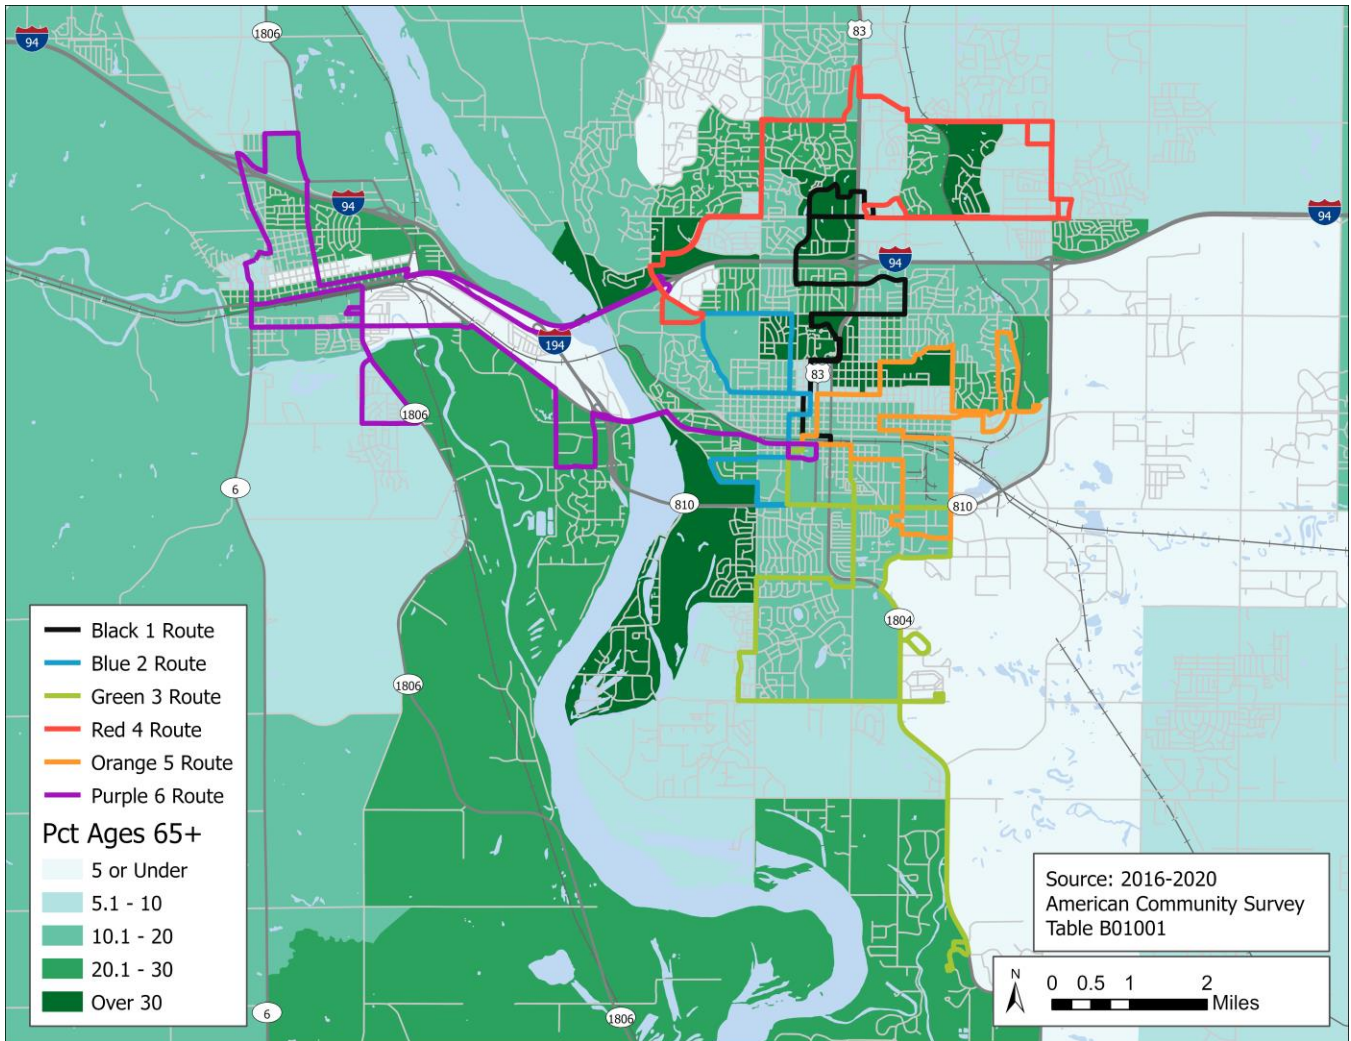 1806
83
94
94
94
94
194
83
1806
6
810
810
1804
1806
6
1806
Black 1 Route
Blue 2 Route
Green 3 Route
Red 4 Route
Orange 5 Route
Purple 6 Route
Pct Ages 65+
5 or Under
5.1 - 10
10.1 - 20
20.1 - 30
Over 30
Source: 2016-2020
American Community Survey
Table B01001
N
0 0.5 1 2
Miles